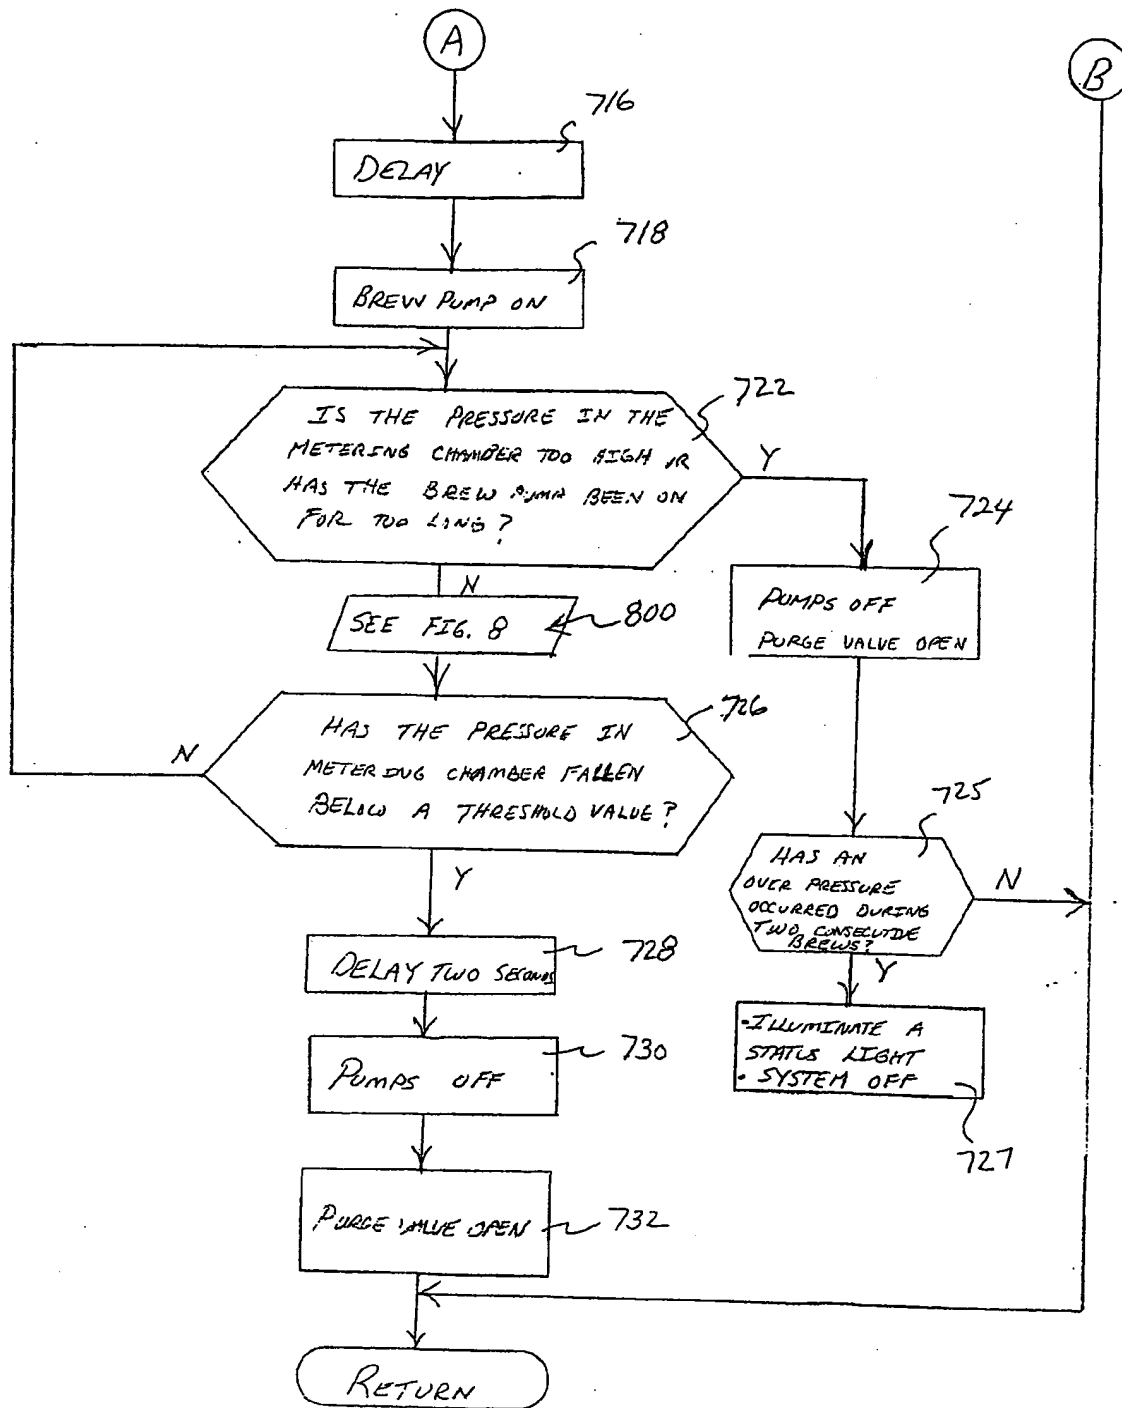 A
B
716
DELAY
718
BREW PUMP ON
722
IS THE PRESSURE IN THE
METERING CHAMBER TOO HIGH OR
HAS THE BREW PUMP BEEN ON
FOR TOO LONG?
Y
N
724
PUMPS OFF
PURGE VALVE OPEN
SEE FIG. 8
800
726
HAS THE PRESSURE IN
METERING CHAMBER FALLEN
BELOW A THRESHOLD VALUE?
N
Y
725
HAS AN
OVER PRESSURE
OCCURRED DURING
TWO CONSECUTIVE
BREWS?
N
Y
728
DELAY TWO SECONDS
•ILLUMINATE A
STATUS LIGHT
• SYSTEM OFF
727
730
PUMPS OFF
PURGE VALVE OPEN
732
RETURN